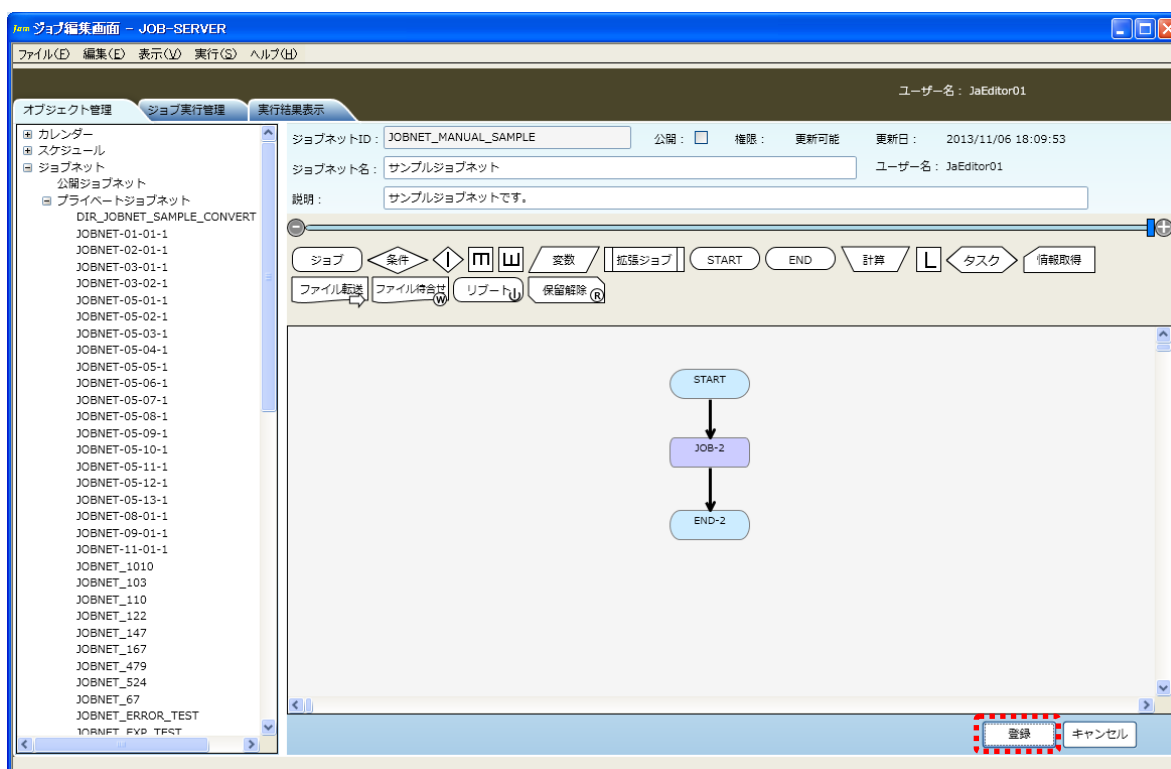 Jam ジョブ編集画面 - JOB-SERVER
ファイル(F) 編集(E) 表示(V) 実行(S) ヘルプ(H)
ユーザー名 : JaEditor01
オブジェクト管理 ジョブ実行管理 実行結果表示
カレンダー
スケジュール
ジョブネット
公開ジョブネット
プライベートジョブネット
DIR_JOBNET_SAMPLE_CONVERT
JOBNET-01-01-1
JOBNET-02-01-1
JOBNET-03-01-1
JOBNET-03-02-1
JOBNET-05-01-1
JOBNET-05-02-1
JOBNET-05-03-1
JOBNET-05-04-1
JOBNET-05-05-1
JOBNET-05-06-1
JOBNET-05-07-1
JOBNET-05-08-1
JOBNET-05-09-1
JOBNET-05-10-1
JOBNET-05-11-1
JOBNET-05-12-1
JOBNET-05-13-1
JOBNET-08-01-1
JOBNET-09-01-1
JOBNET-11-01-1
JOBNET_1010
JOBNET_103
JOBNET_110
JOBNET_122
JOBNET_147
JOBNET_167
JOBNET_479
JOBNET_524
JOBNET_67
JOBNET_ERROR_TEST
JOBNET_EXP_TEST
ジョブネットID : JOBNET_MANUAL_SAMPLE 公開 : 権限 : 更新可能 更新日 : 2013/11/06 18:09:53
ジョブネット名 : サンプルジョブネット ユーザー名 : JaEditor01
説明 : サンプルジョブネットです。
ジョブ 条件 変数 拡張ジョブ START END 計算 L タスク 情報取得
ファイル転送 ファイル待合せ W リブート 保留解除 R
START
JOB-2
END-2
登録 キャンセル